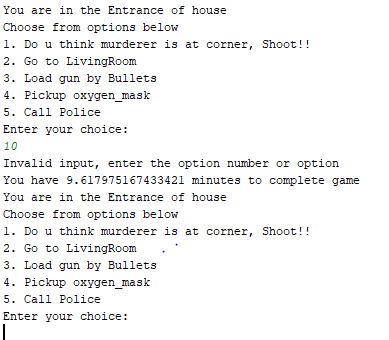 You are in the Entrance of house
Choose from options below
1. Do u think murderer is at corner, Shoot!!
2. Go to LivingRoom
3. Load gun by Bullets
4. Pickup oxygen_mask
5. Call Police
Enter your choice:
10
Invalid input, enter the option number or option
You have 9.617975167433421 minutes to complete game
You are in the Entrance of house
Choose from options below
1. Do u think murderer is at corner, Shoot!!
2. Go to LivingRoom
3. Load gun by Bullets
4. Pickup oxygen_mask
5. Call Police
Enter your choice: